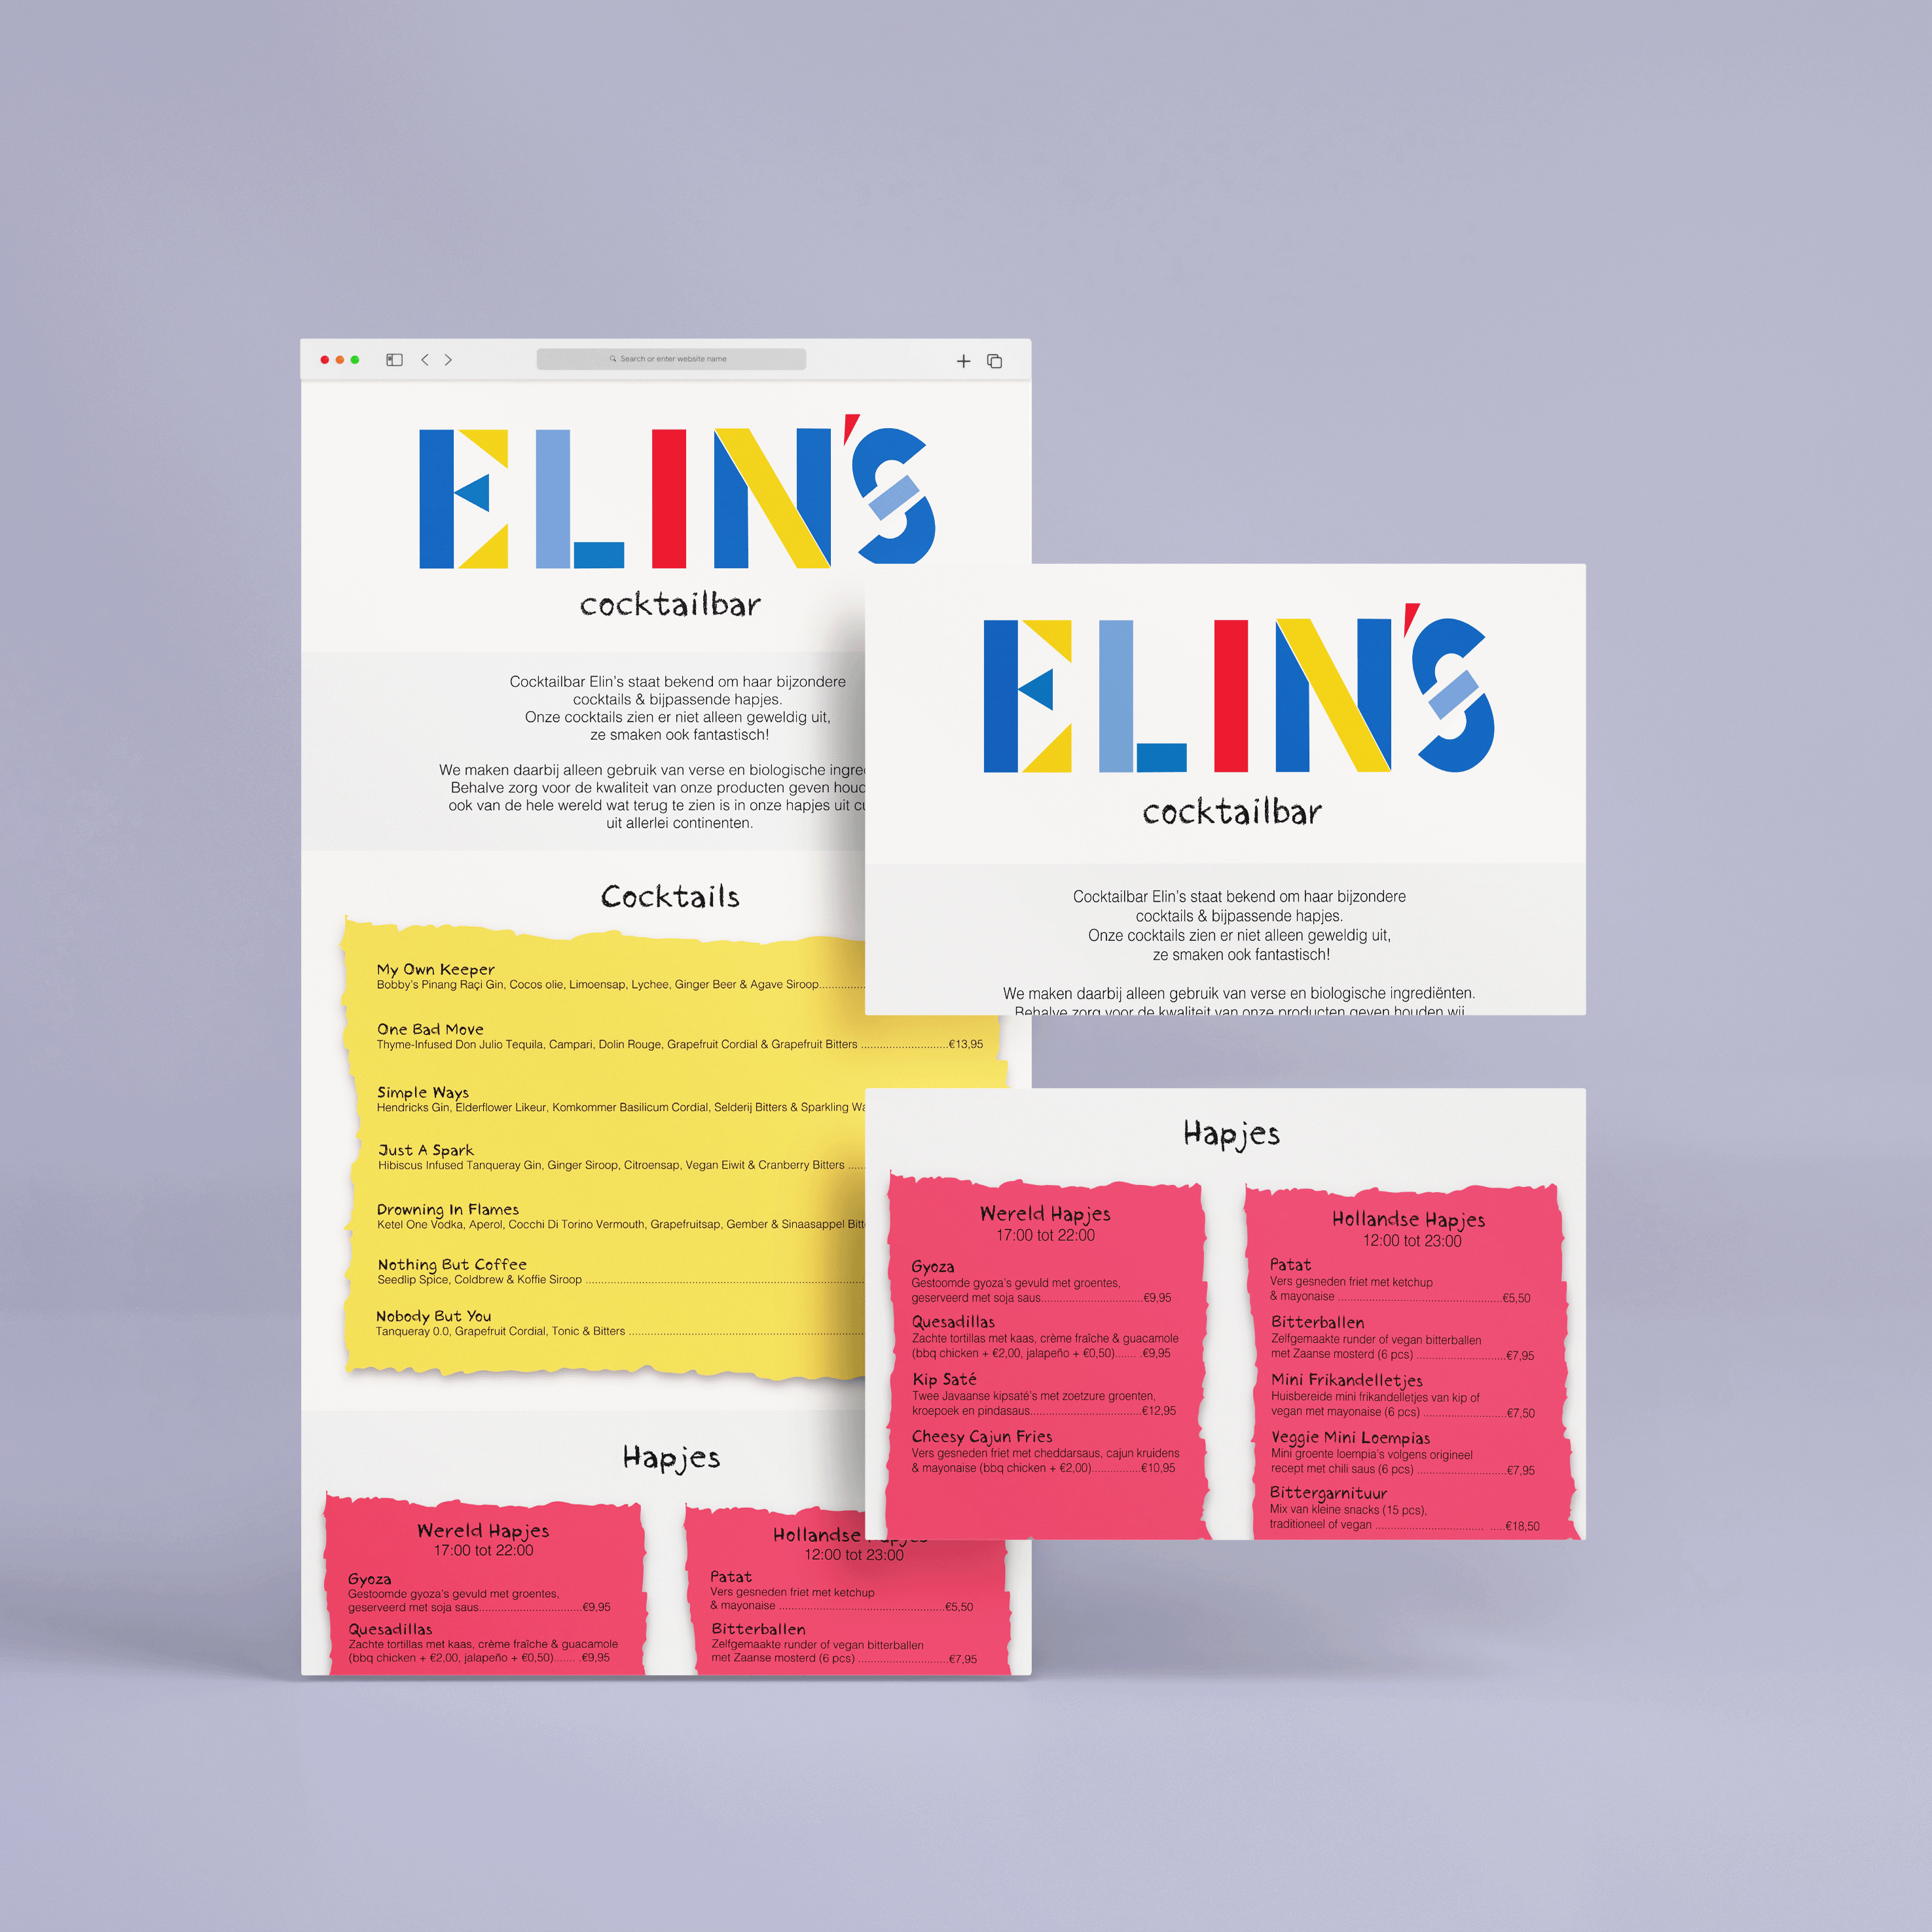 Search or enter website name
ELIN'S
cocktailbar
Cocktailbar Elin's staat bekend om haar bijzondere
cocktails & bijpassende hapjes.
Onze cocktails zien er niet alleen geweldig uit,
ze smaken ook fantastisch!
We maken daarbij alleen gebruik van verse en biologische
Behalve zorg voor de kwaliteit van onze producten geven
ook van de hele wereld wat terug te zien is in onze hapjes uit
uit allerlei continenten.
Cocktails
My Own Keeper
Bobby's Pinang Raçi Gin, Cocos olie, Limoensap, Lychee, Ginger Beer & Agave Siroop
One Bad Move
Thyme-Infused Don Julio Tequila, Campari, Dolin Rouge, Grapefruit Cordial & Grapefruit Bitters ..........................€13,95
Simple Ways
Hendricks Gin, Elderflower Likeur, Komkommer Basilicum Cordial, Selderij Bitters & Sparkling
Just A Spark
Hibiscus Infused Tanqueray Gin, Ginger Siroop, Citroensap, Vegan Eiwit & Cranberry Bitters ....
Drowning In Flames
Ketel One Vodka, Aperol, Cocchi Di Torino Vermouth, Grapefruitsap, Gember & Sinaasappel
Nothing But Coffee
Seedlip Spice, Coldbrew & Koffie Siroop
Nobody But You
Tanqueray 0.0, Grapefruit Cordial, Tonic & Bitters
Hapjes
Wereld Hapjes
17:00 tot 22:00
Gyoza
Gestoomde gyoza's gevuld met groentes,
geserveerd met soja saus...............................€9,95
Quesadillas
Zachte tortillas met kaas, crème fraîche & guacamole
(bbq chicken + €2,00, jalapeño + €0,50)....... .€9,95
Hollandse
12:00 tot 23:00
Patat
Vers gesneden friet met ketchup
& mayonaise ..................................................€5,50
Bitterballen
Zelfgemaakte runder of vegan bitterballen
met Zaanse mosterd (6 pcs) ...........................€7,95
ELIN'S
cocktailbar
Cocktailbar Elin's staat bekend om haar bijzondere
cocktails & bijpassende hapjes.
Onze cocktails zien er niet alleen geweldig uit,
ze smaken ook fantastisch!
We maken daarbij alleen gebruik van verse en biologische ingrediënten.
Behalve zorg voor de kwaliteit van onze producten geven houden wij
Hapjes
Wereld Hapjes
17:00 tot 22:00
Gyoza
Gestoomde gyoza's gevuld met groentes,
geserveerd met soja saus...............................€9,95
Quesadillas
Zachte tortillas met kaas, crème fraîche & guacamole
(bbq chicken + €2,00, jalapeño + €0,50)....... .€9,95
Kip Saté
Twee Javaanse kipsaté's met zoetzure groenten,
kroepoek en pindasaus..................................€12,95
Cheesy Cajun Fries
Vers gesneden friet met cheddarsaus, cajun kruidens
& mayonaise (bbq chicken + €2,00)...............€10,95
Hollandse Hapjes
12:00 tot 23:00
Patat
Vers gesneden friet met ketchup
& mayonaise ..................................................€5,50
Bitterballen
Zelfgemaakte runder of vegan bitterballen
met Zaanse mosterd (6 pcs) ...........................€7,95
Mini Frikandelletjes
Huisbereide mini frikandelletjes van kip of
vegan met mayonaise (6 pcs) .........................€7,50
Veggie Mini Loempias
Mini groente loempia's volgens origineel
recept met chili saus (6 pcs) ...........................€7,95
Bittergarnituur
Mix van kleine snacks (15 pcs),
traditioneel of vegan ................................. .....€18,50